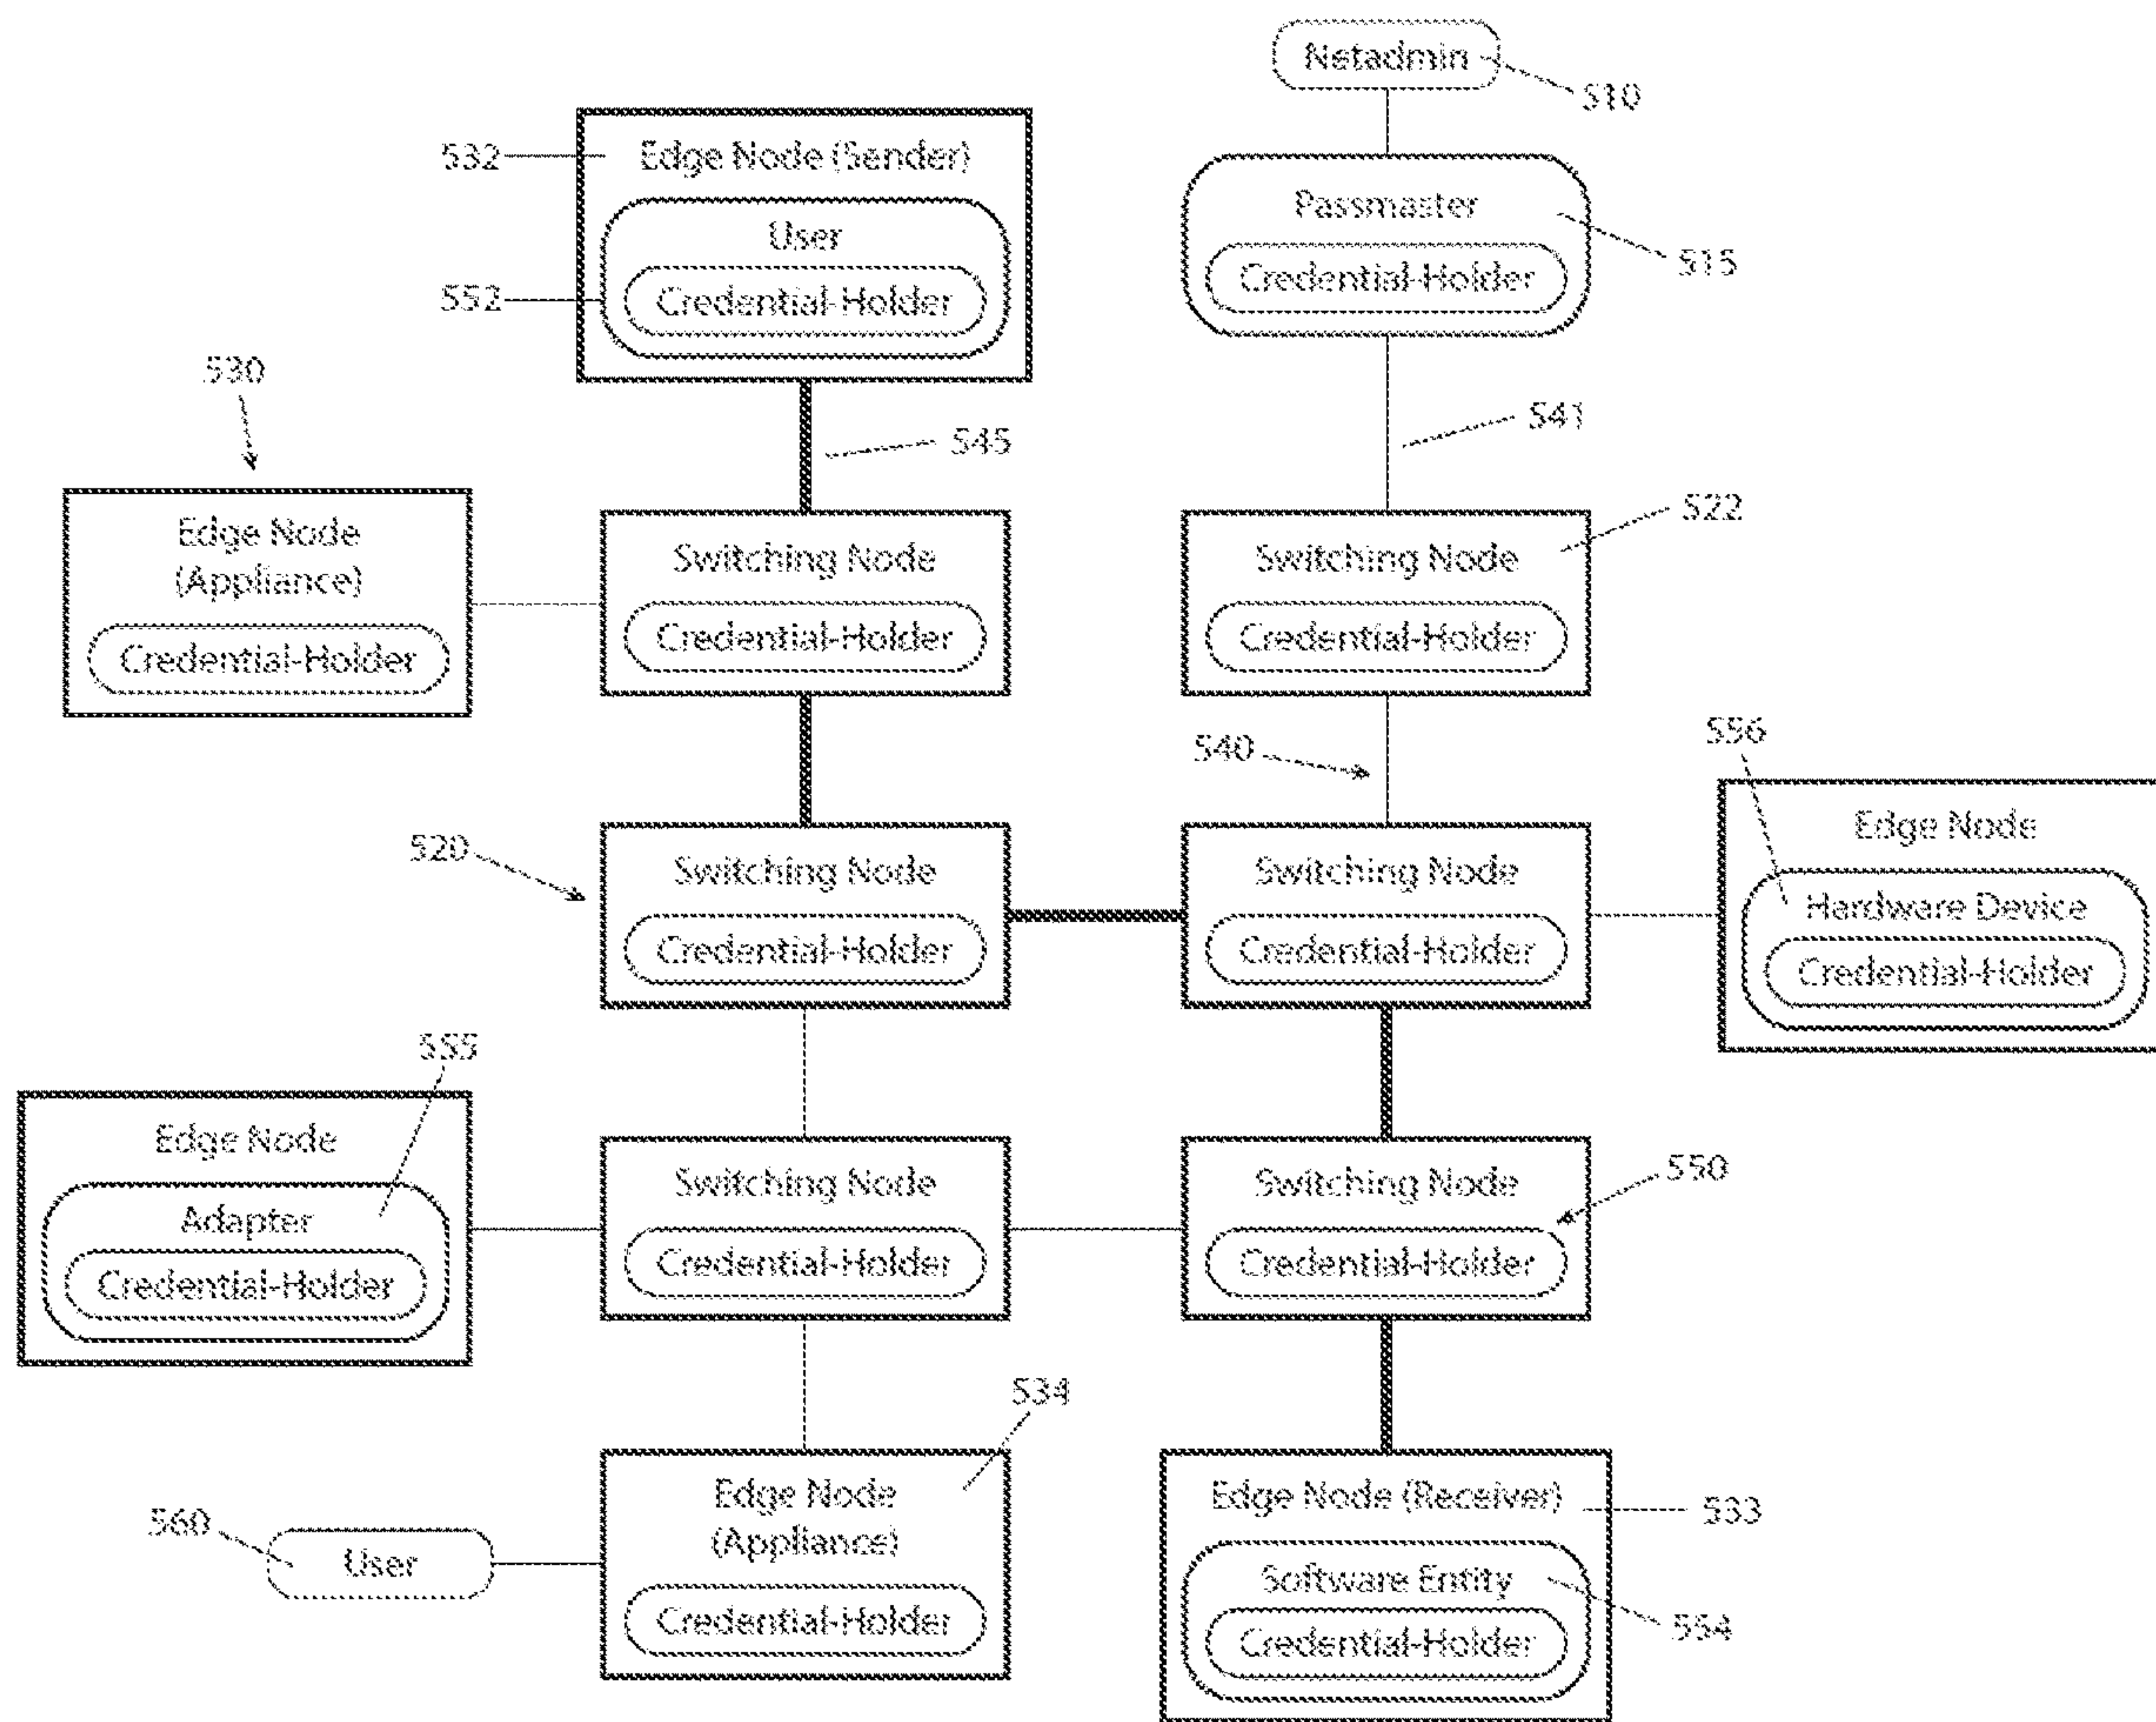 Netadmin
510
532
Edge Node (Sender)
User
552
Credential-Holder
Passmaster
Credential-Holder
515
530
545
541
Edge Node
(Appliance)
Credential-Holder
Switching Node
Credential-Holder
Switching Node
Credential-Holder
522
540
556
520
Switching Node
Credential-Holder
Switching Node
Credential-Holder
Edge Node
Hardware Device
Credential-Holder
555
Edge Node
Adapter
Credential-Holder
Switching Node
Credential-Holder
Switching Node
Credential-Holder
550
534
560
User
Edge Node
(Appliance)
Credential-Holder
Edge Node (Receiver)
533
Software Entity
Credential-Holder
554